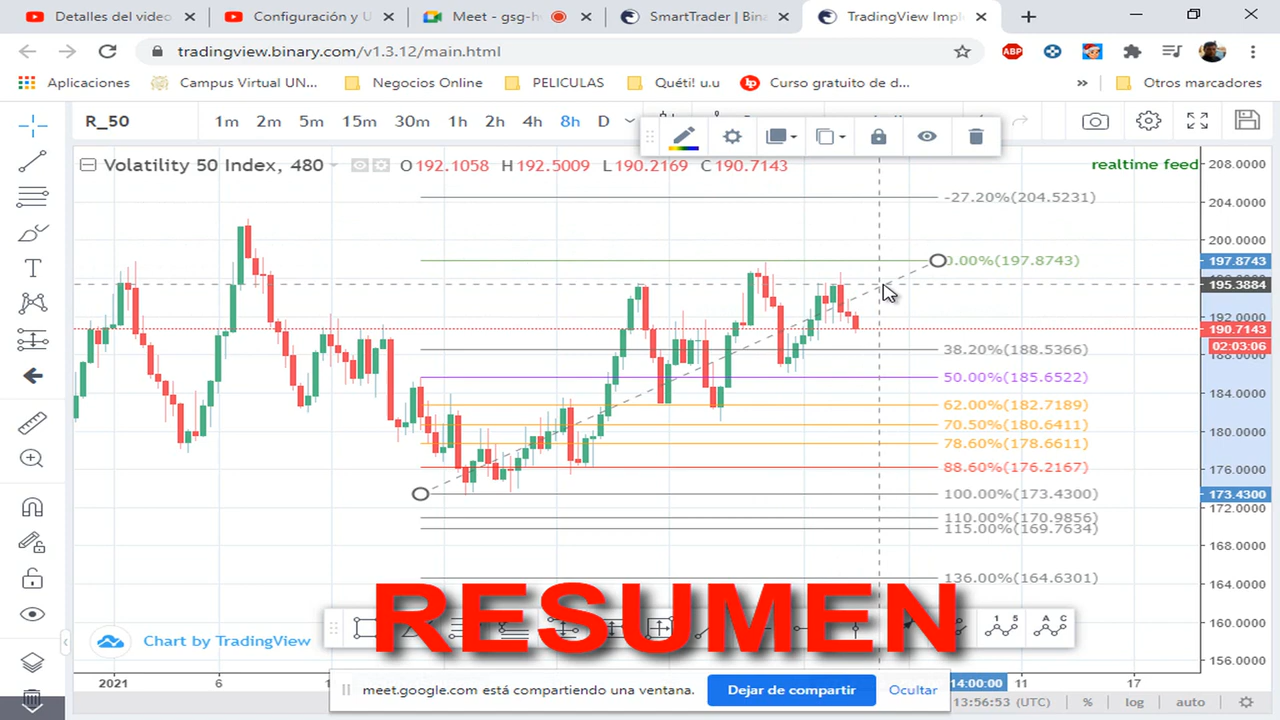 Detalles del video
Configuración y U
Meet - gsg-h
SmartTrader | Bin
TradingView Impl
tradingview.binary.com/v1.3.12/main.html
ABP
Aplicaciones
Campus Virtual UN...
Negocios Online
PELICULAS
Quéti! u.u
Curso gratuito de d...
»
Otros marcadores
R_50
1m 2m 5m 15m 30m 1h 2h 4h 8h D
Volatility 50 Index, 480
O 192.1058 H 192.5009 L 190.2169 C 190.7143
realtime feed
208.0000
-27.20%(204.5231)
204.0000
200.0000
0.00%(197.8743)
197.8743
195.3884
192.0000
190.7143
02:03:06
38.20%(188.5366)
188.0000
50.00%(185.6522)
184.0000
62.00%(182.7189)
70.50%(180.6411)
180.0000
78.60%(178.6611)
88.60%(176.2167)
176.0000
100.00%(173.4300)
173.4300
172.0000
110.00%(170.9856)
115.00%(169.7634)
168.0000
136.00%(164.6301)
164.0000
RESUMEN
160.0000
Chart by TradingView
156.0000
2021
6
14:00:00
11
17
meet.google.com está compartiendo una ventana.
Dejar de compartir
Ocultar
13:56:53 (UTC)
%
log
auto